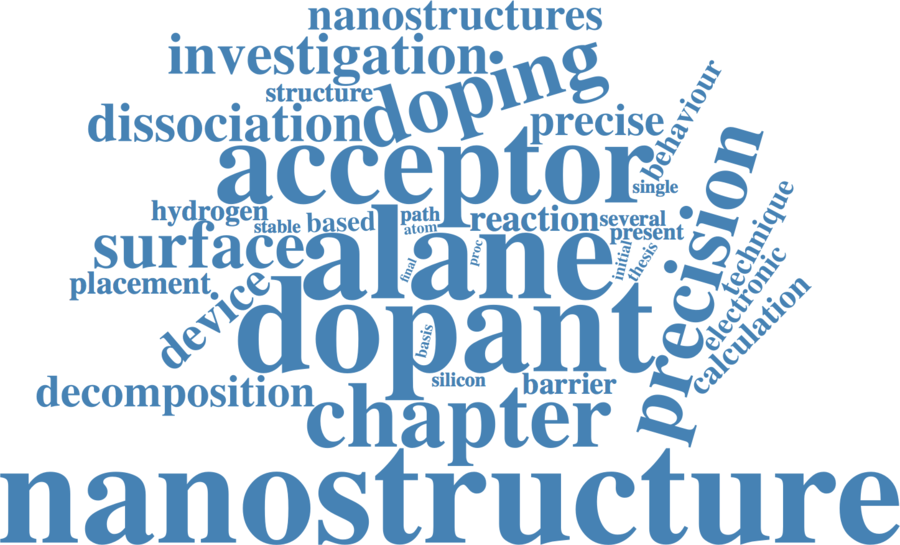 nanostructures
investigation
doping
structure
behaviour
dissociation
precise
acceptor
precision
single
technique
hydrogen
stable
based
path
atom
reaction
several
present
surface
alane
final
proc
initial
thesis
electronic
placement
device
dopant
basis
calculation
decomposition
silicon
barrier
chapter
nanostructure